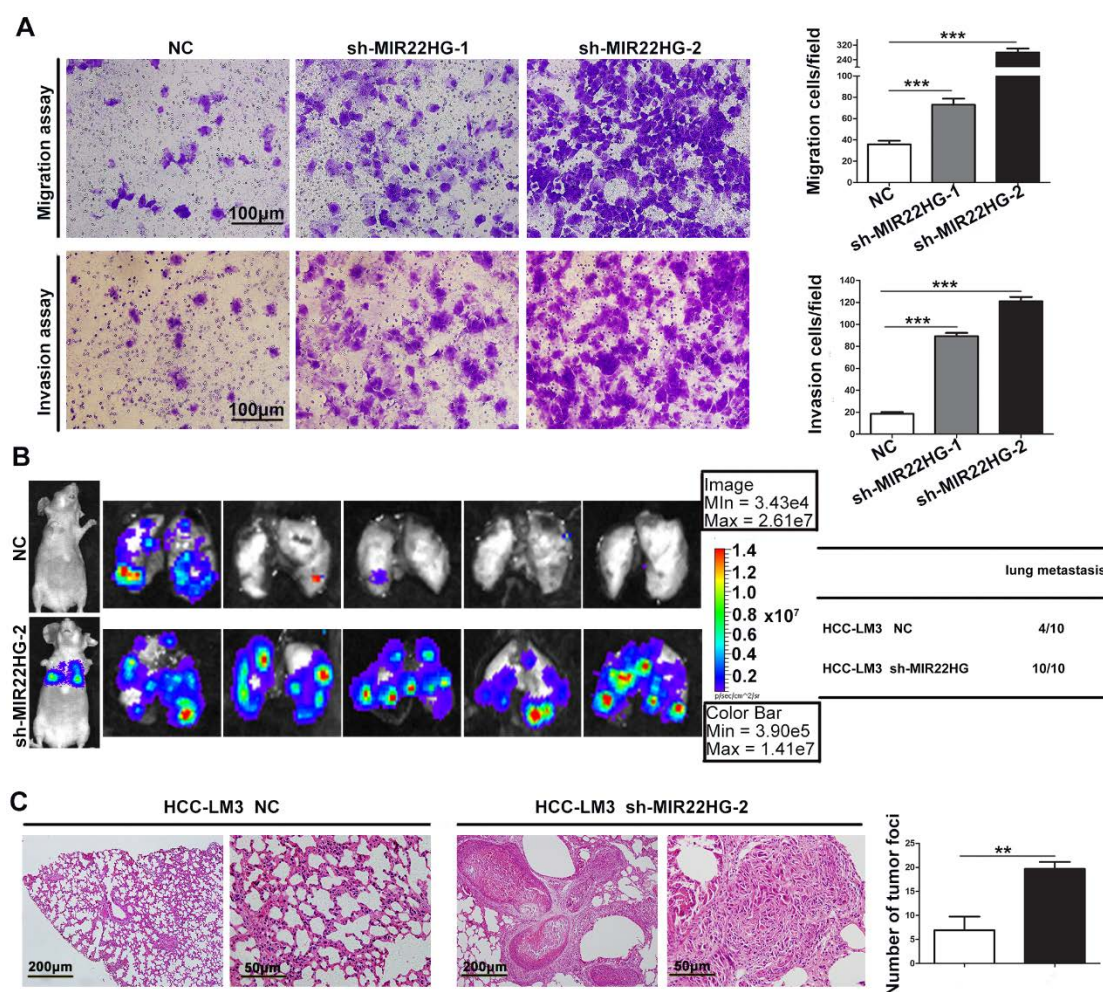 A
NC
sh-MIR22HG-1
sh-MIR22HG-2
Migration assay
100µm
Invasion assay
100µm
Migration cells/field
320
240
100
80
60
40
20
0
***
***
NC
sh-MIR22HG-1
sh-MIR22HG-2
Invasion cells/field
140
120
100
80
60
40
20
0
***
***
NC
sh-MIR22HG-1
sh-MIR22HG-2
B
NC
sh-MIR22HG-2
Image
MIn = 3.43e4
Max = 2.61e7
1.4
1.2
1.0
0.8
0.6
0.4
0.2
x10⁷
p/sec/cm^2/sr
Color Bar
Min = 3.90e5
Max = 1.41e7
lung metastasis
HCC-LM3 NC 4/10
HCC-LM3 sh-MIR22HG 10/10
C
HCC-LM3 NC
HCC-LM3 sh-MIR22HG-2
200µm
50µm
200µm
50µm
Number of tumor foci
25
20
15
10
5
0
**